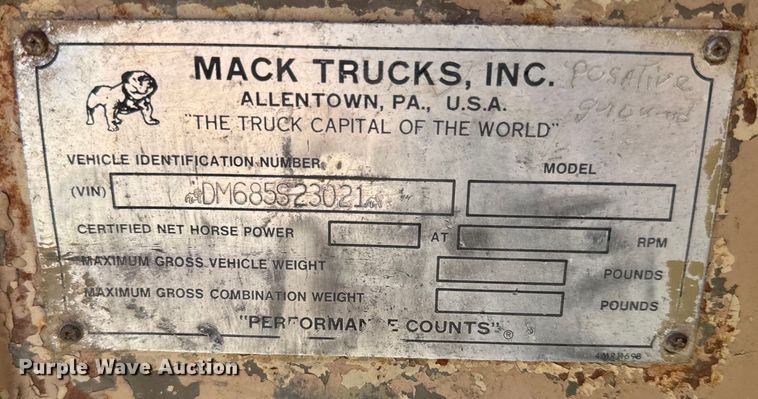 MACK TRUCKS, INC.
POSATIVE
ground
ALLENTOWN, PA., U.S.A.
"THE TRUCK CAPITAL OF THE WORLD"
VEHICLE IDENTIFICATION NUMBER
MODEL
(VIN) DM685S23021
CERTIFIED NET HORSE POWER AT RPM
MAXIMUM GROSS VEHICLE WEIGHT POUNDS
MAXIMUM GROSS COMBINATION WEIGHT POUNDS
"PERFORMANCE COUNTS"®
Purple Wave Auction